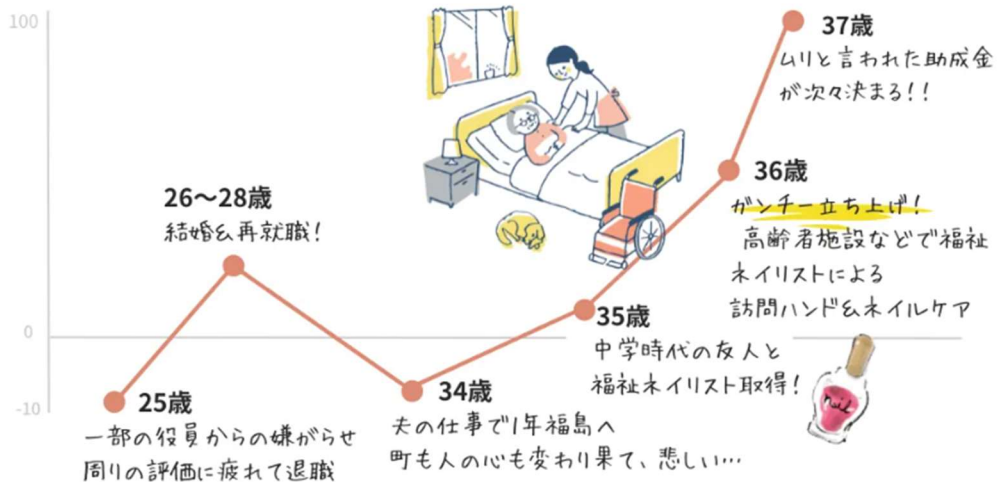 100
37歳
ムリと言われた助成金
が次々決まる!!
36歳
ガンチー立ち上げ!
高齢者施設などで福祉
ネイリストによる
訪問ハンド&ネイルケア
26〜28歳
結婚&再就職!
0
35歳
中学時代の友人と
福祉ネイリスト取得!
nail
-10
25歳
一部の役員からの嫌がらせ
周りの評価に疲れて退職
34歳
夫の仕事で1年福島へ
町も人の心も変わり果て、悲しい…